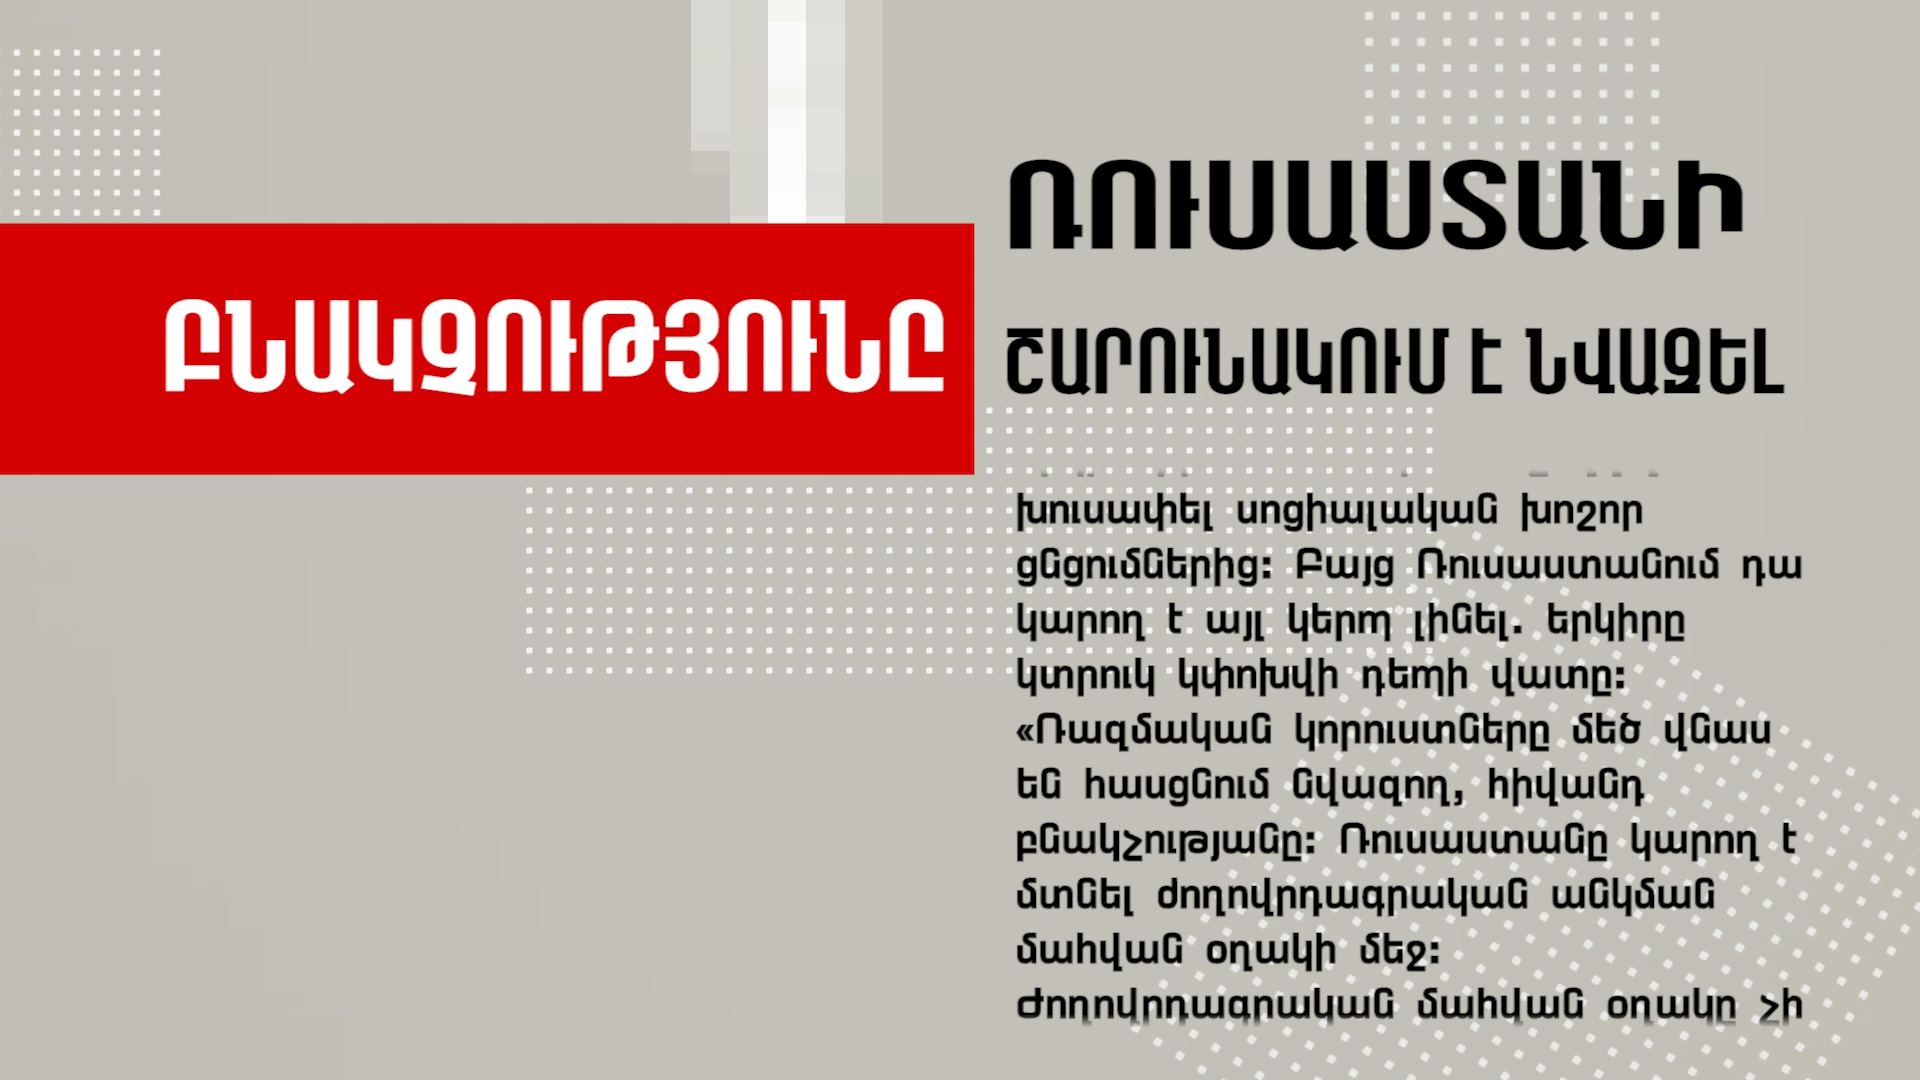 ՌՈՒՍԱՍՏԱՆԻ
ԲՆԱԿՉՈՒԹՅՈՒՆԸ
ՇԱՐՈՒՆԱԿՈՒՄ Է ՆՎԱԶԵԼ
խուսափել սոցիալական խոշոր
ցնցումներից: Բայց Ռուսաստանում դա
կարող է այլ կերպ լինել. երկիրը
կտրուկ կփոխվի դեպի վատը:
«Ռազմական կորուստները մեծ վնաս
են հասցնում նվազող, հիվանդ
բնակչությանը: Ռուսաստանը կարող է
մտնել ժողովրդագրական անկման
մահվան օղակի մեջ:
Ժողովրդագրական մահվան օղակը չի